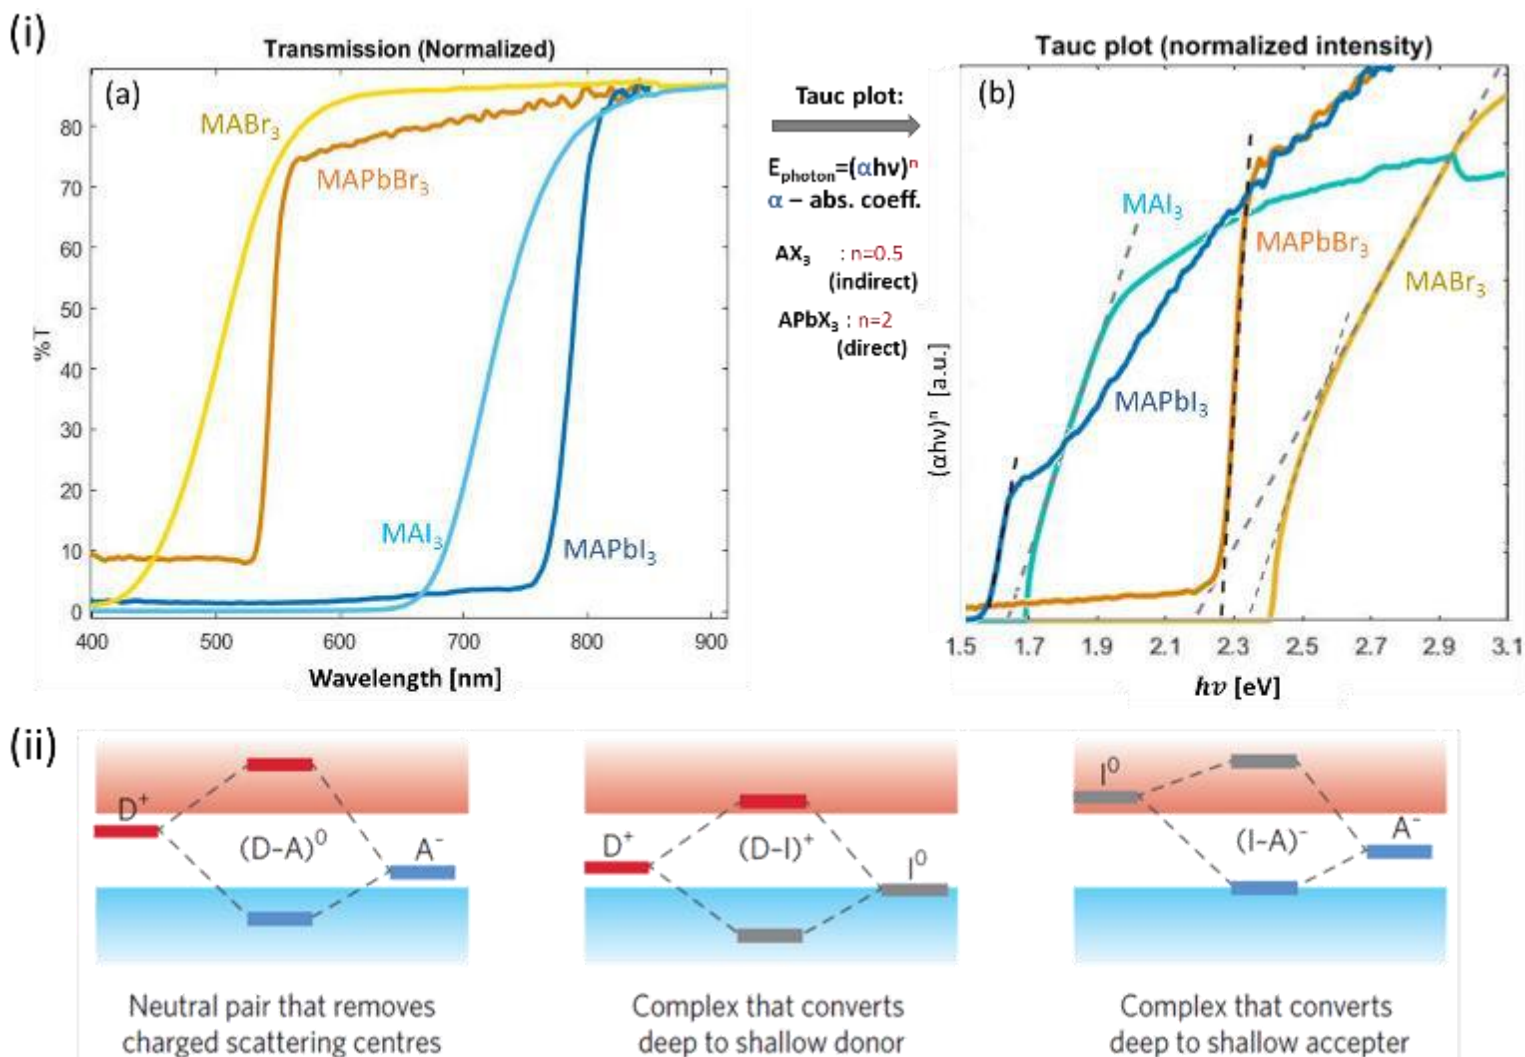 (i)
Transmission (Normalized)
(a)
MABr₃
MAPbBr₃
MAI₃
MAPbI₃
%T
80
70
60
50
40
30
20
10
0
400 500 600 700 800 900
Wavelength [nm]
Tauc plot:
E_photon=(αhν)ⁿ
α – abs. coeff.
AX₃ : n=0.5
(indirect)
APbX₃ : n=2
(direct)
Tauc plot (normalized intensity)
(b)
MAI₃
MAPbBr₃
MABr₃
MAPbI₃
(αhν)ⁿ [a.u.]
1.5 1.7 1.9 2.1 2.3 2.5 2.7 2.9 3.1
hν [eV]
(ii)
D⁺
(D–A)⁰
A⁻
Neutral pair that removes
charged scattering centres
D⁺
(D–I)⁺
I⁰
Complex that converts
deep to shallow donor
I⁰
(I–A)⁻
A⁻
Complex that converts
deep to shallow accepter